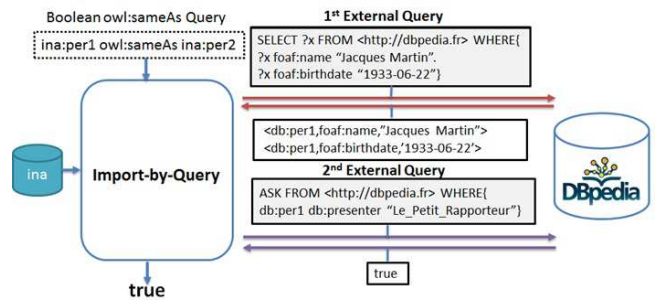 Boolean owl:sameAs Query
ina:per1 owl:sameAs ina:per2
1st External Query
SELECT ?x FROM <http://dbpedia.fr> WHERE{
?x foaf:name “Jacques Martin”.
?x foaf:birthdate “1933-06-22”}
<db:per1,foaf:name,”Jacques Martin”>
<db:per1,foaf:birthdate,’1933-06-22’>
ina
Import-by-Query
2nd External Query
ASK FROM <http://dbpedia.fr> WHERE{
db:per1 db:presenter “Le_Petit_Rapporteur”}
DBpedia
true
true